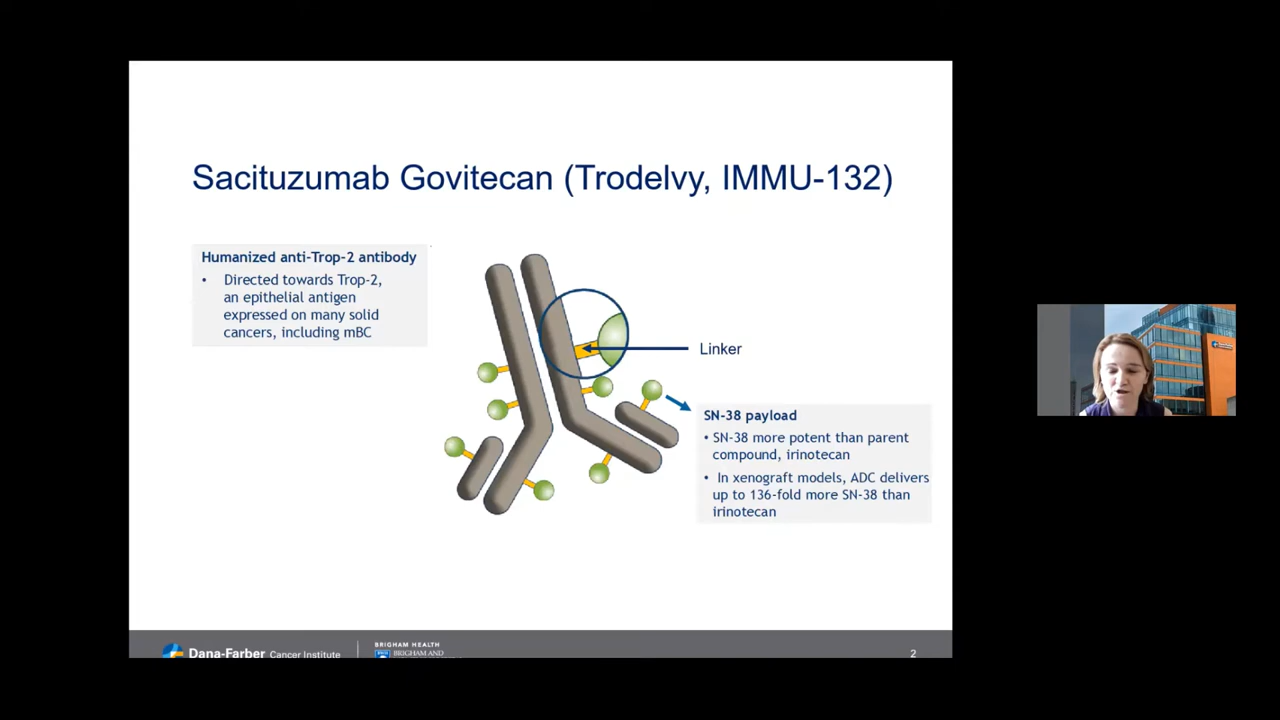 Sacituzumab Govitecan (Trodelvy, IMMU-132)
Humanized anti-Trop-2 antibody
• Directed towards Trop-2,
an epithelial antigen
expressed on many solid
cancers, including mBC
Linker
SN-38 payload
• SN-38 more potent than parent
compound, irinotecan
• In xenograft models, ADC delivers
up to 136-fold more SN-38 than
irinotecan
Dana-Farber Cancer Institute
BRIGHAM HEALTH
BRIGHAM AND
2